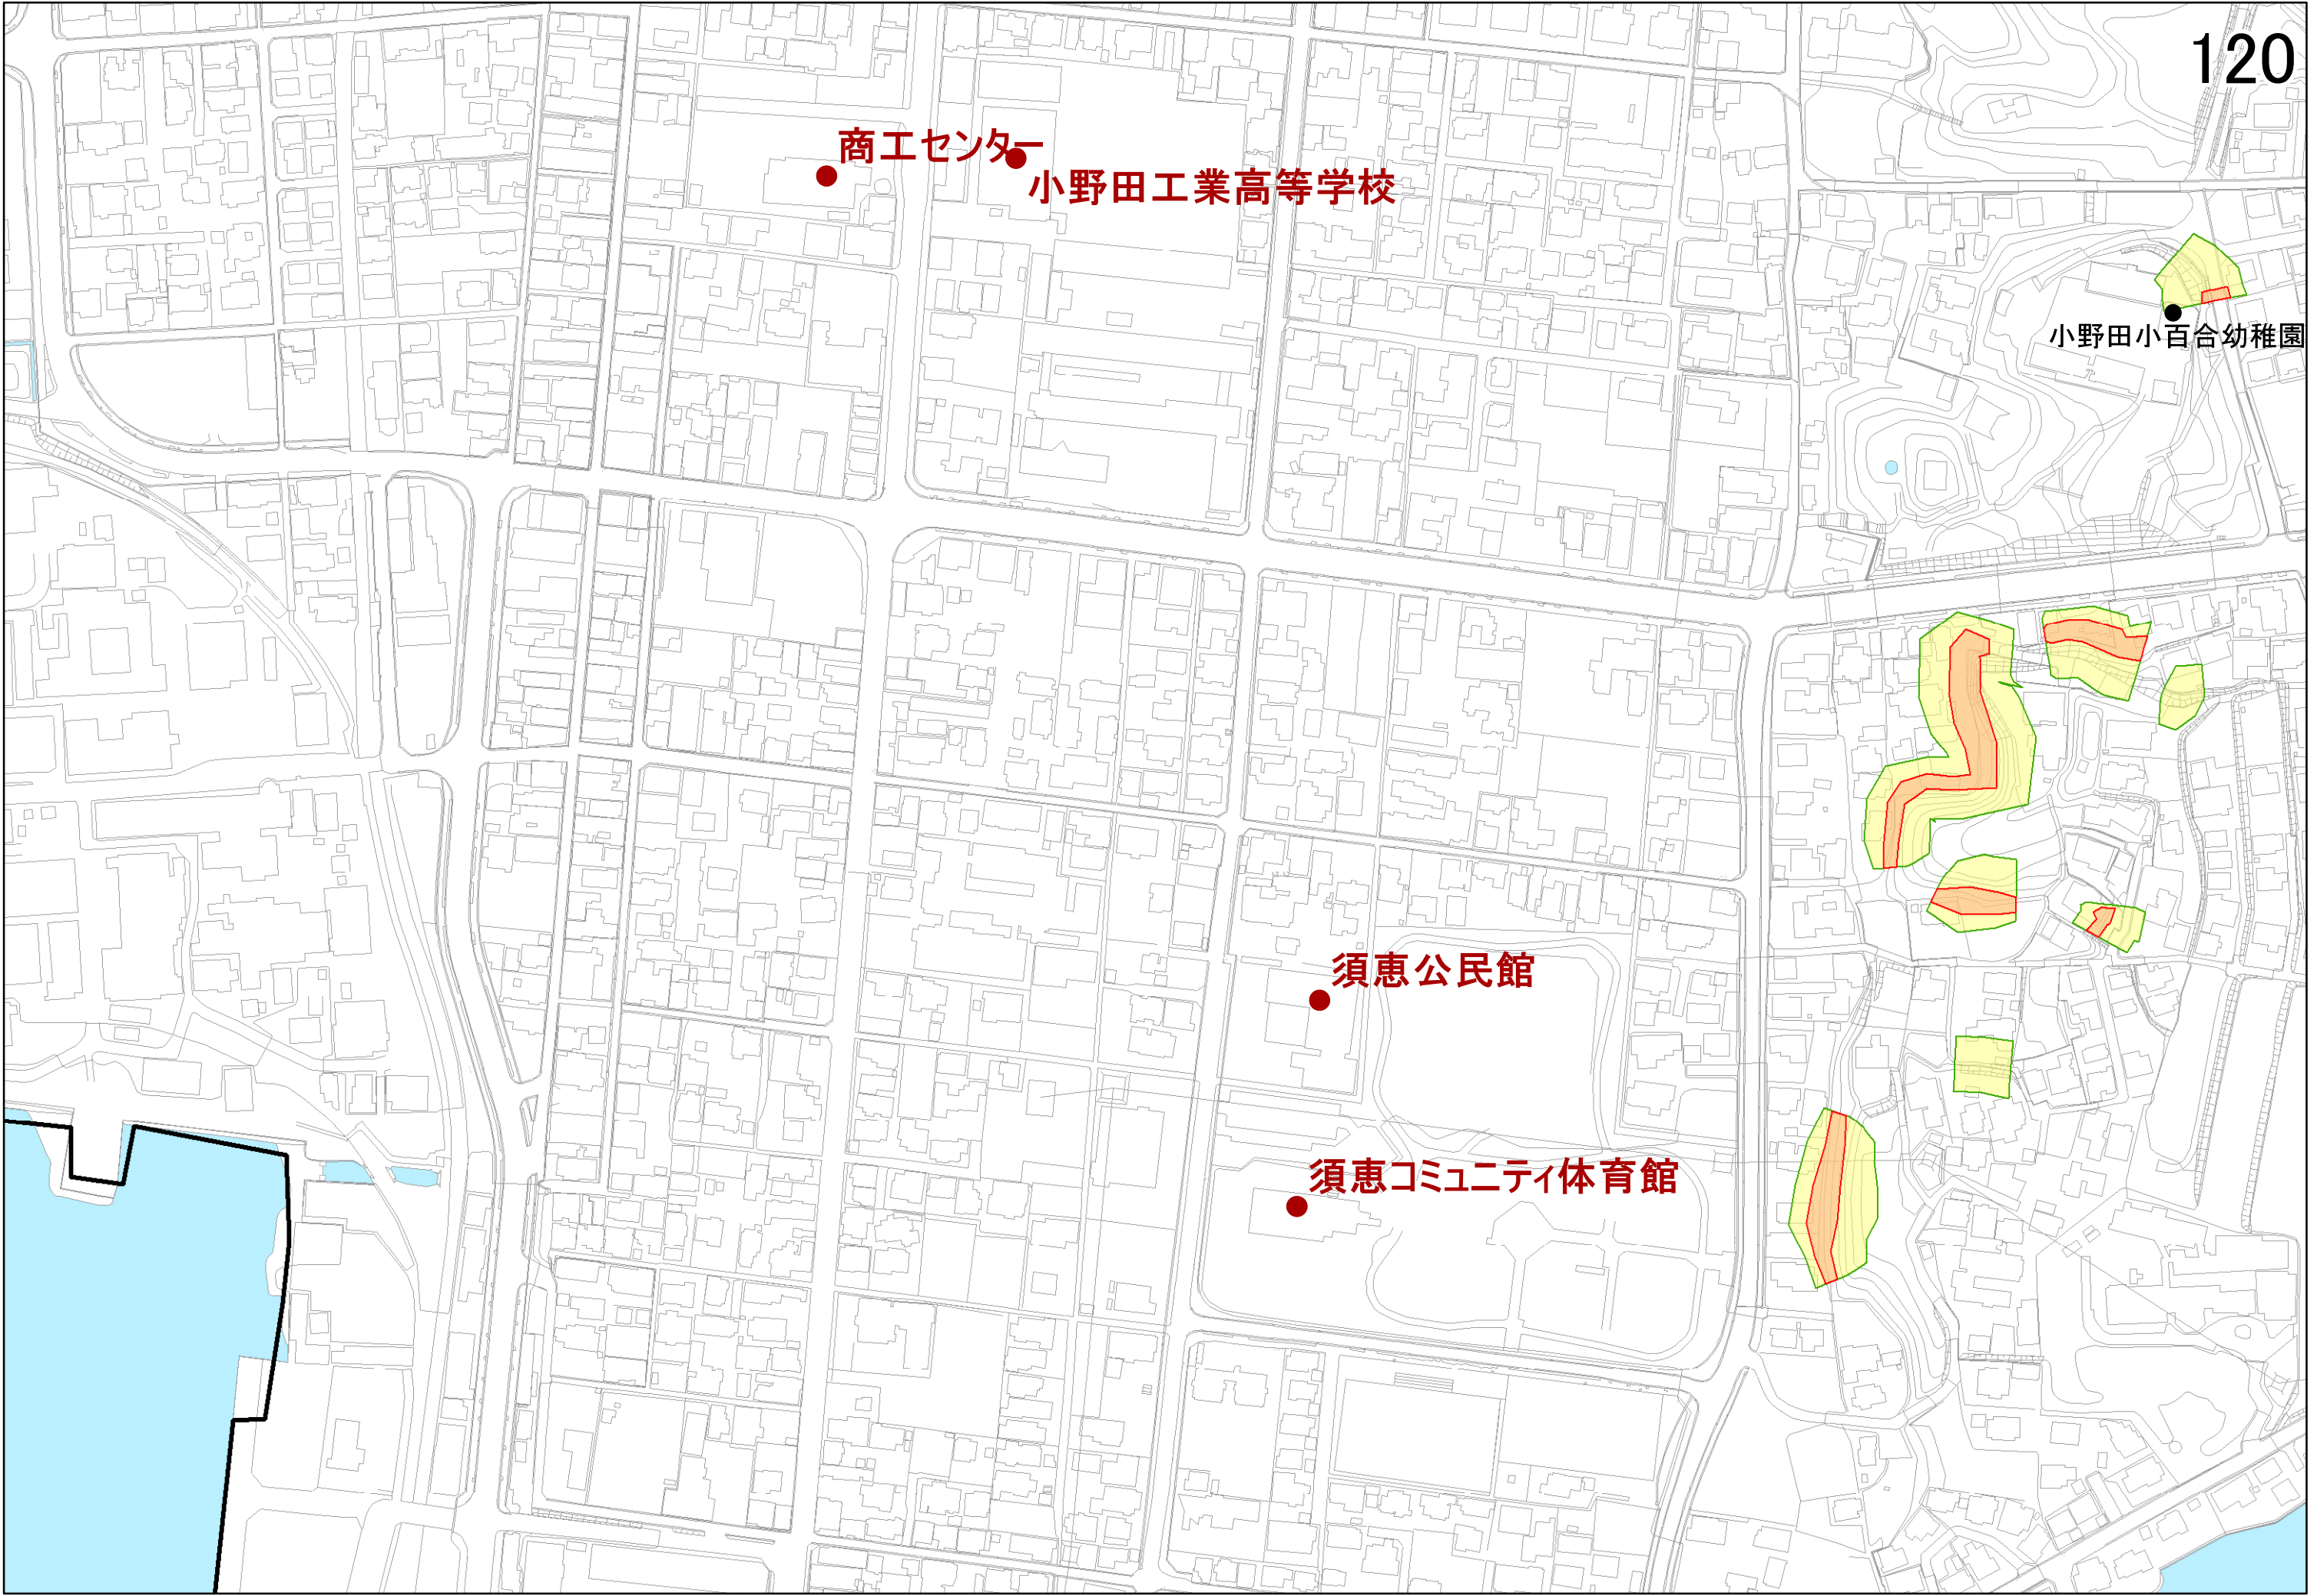 120
商工センター
小野田工業高等学校
小野田小百合幼稚園
須恵公民館
須恵コミュニティ体育館